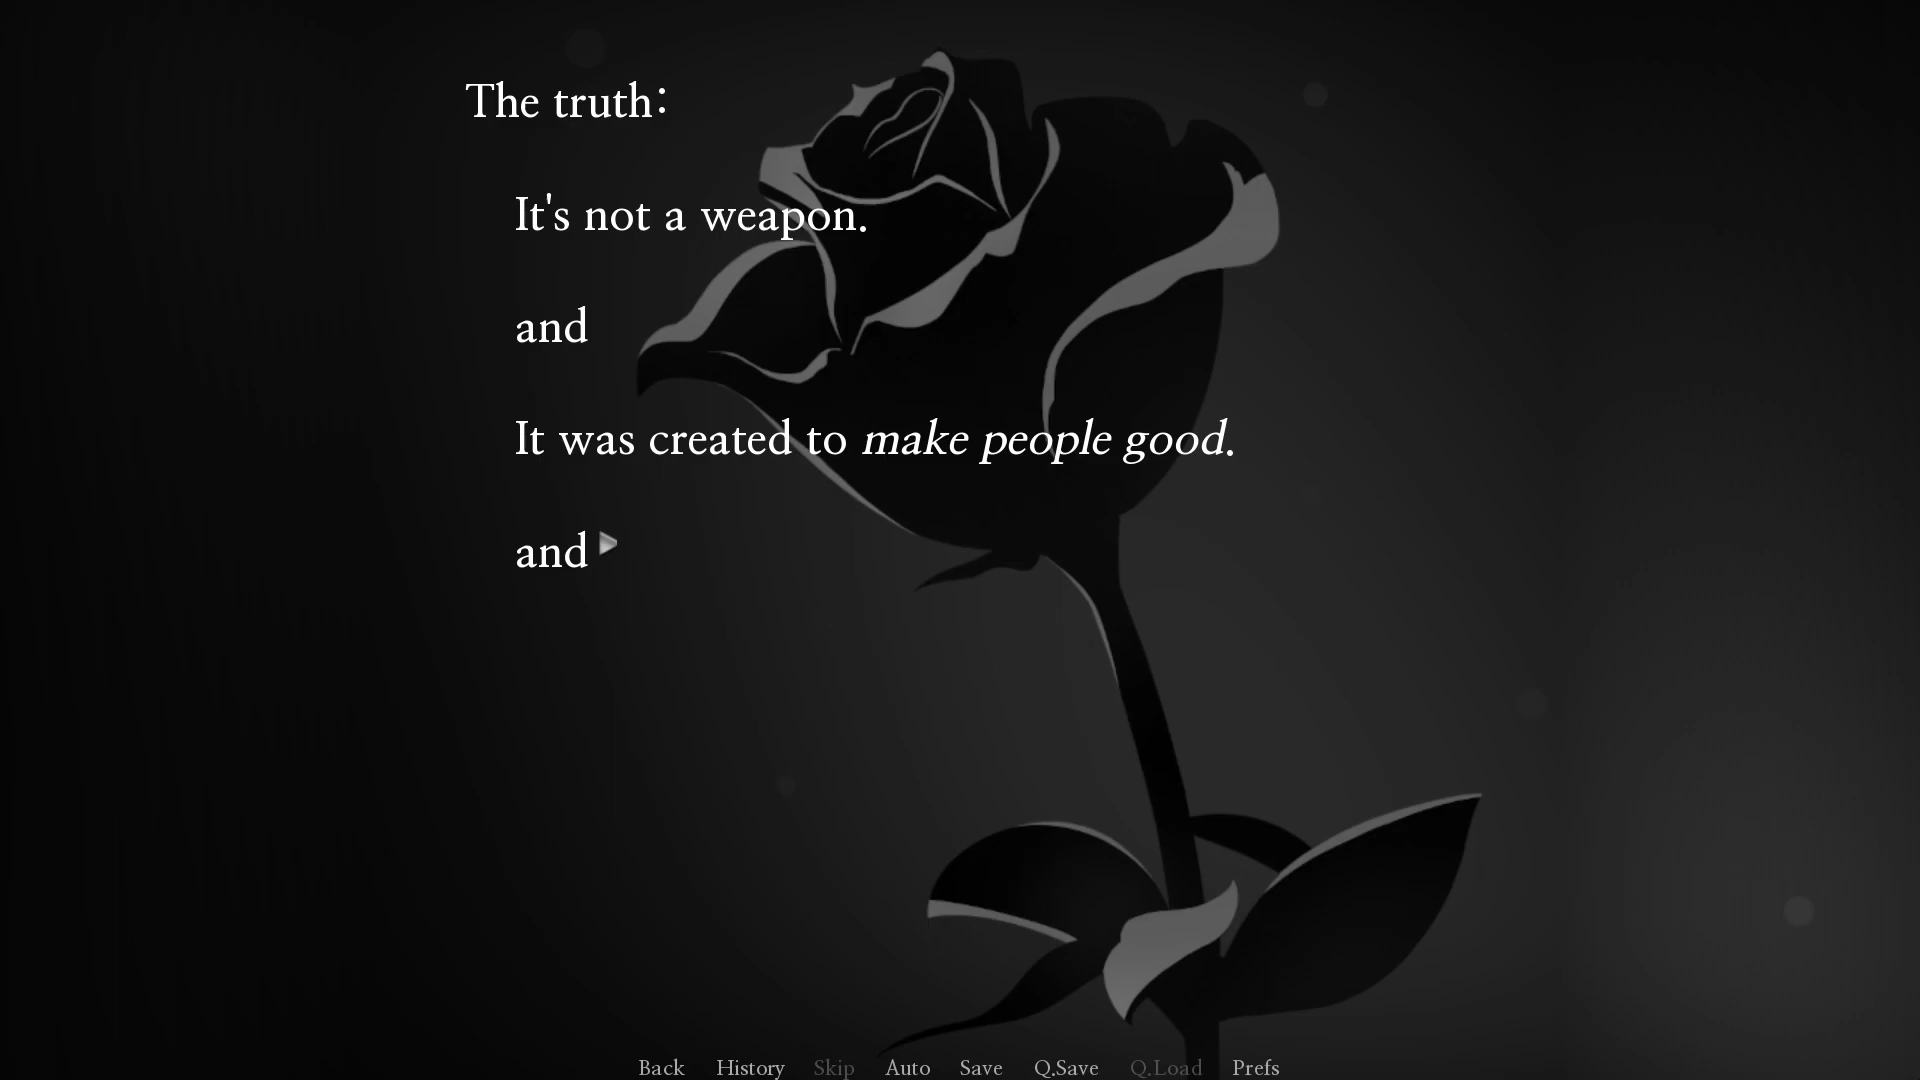 The truth:
It's not a weapon.
and
It was created to make people good.
and
Back History Skip Auto Save Q.Save Q.Load Prefs